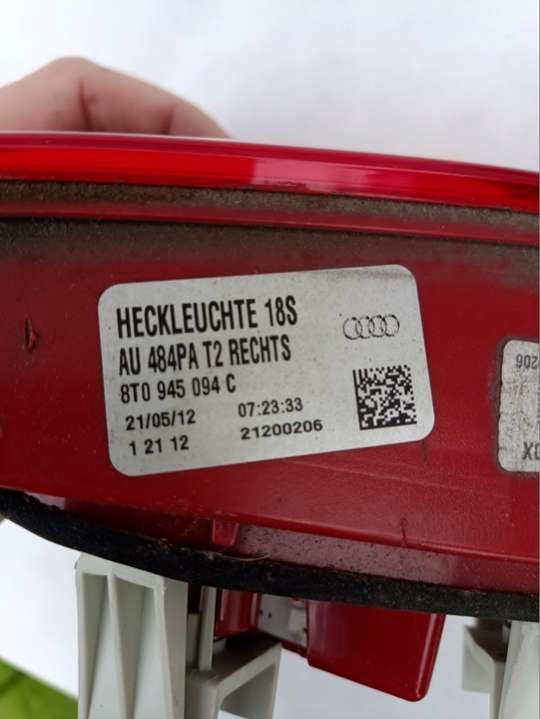 HECKLEUCHTE 18S
AU 484PA T2 RECHTS
8T0 945 094 C
21/05/12 07:23:33
1 21 12 21200206
206